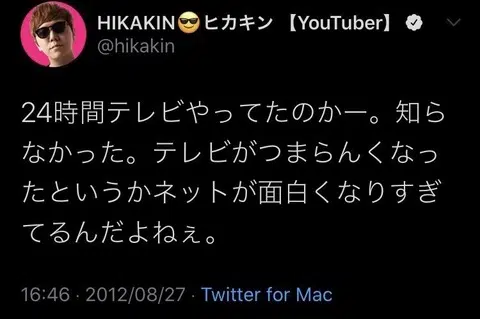 HIKAKIN😎ヒカキン 【YouTuber】
@hikakin
24時間テレビやってたのかー。知ら
なかった。テレビがつまらんくなっ
たというかネットが面白くなりすぎ
てるんだよねぇ。
16:46 · 2012/08/27 · Twitter for Mac